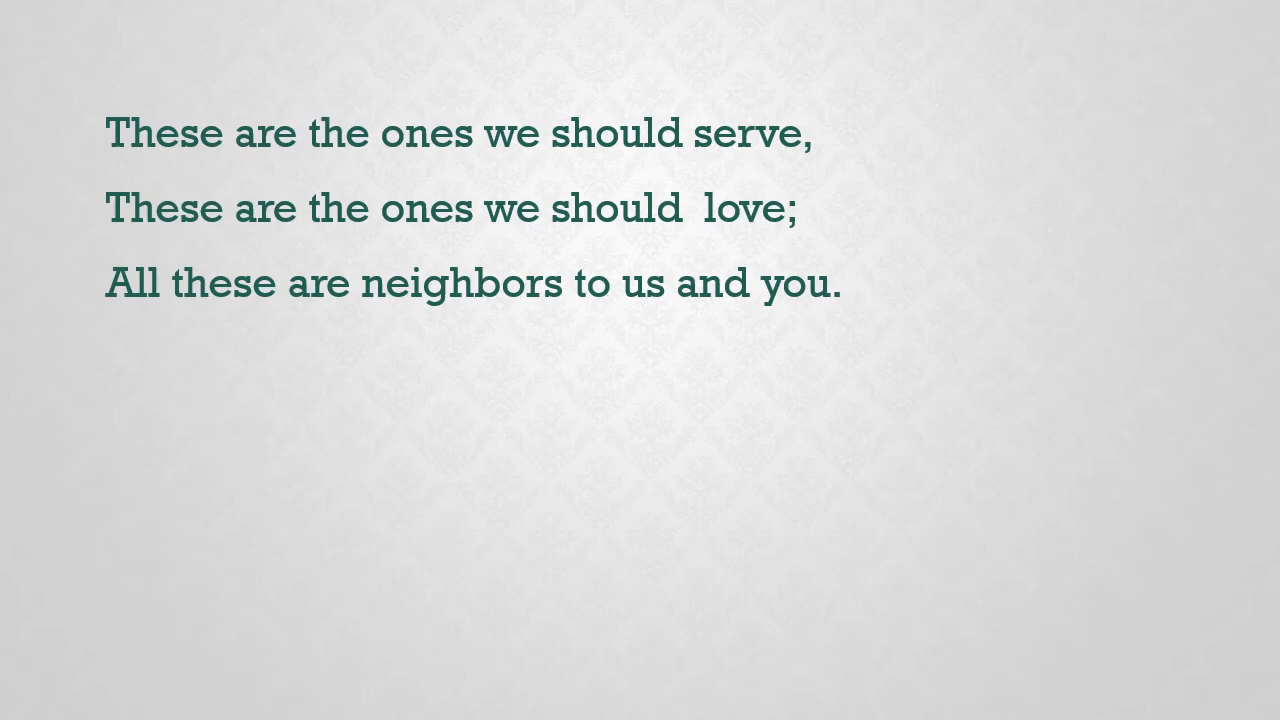 These are the ones we should serve,
These are the ones we should  love;
All these are neighbors to us and you.